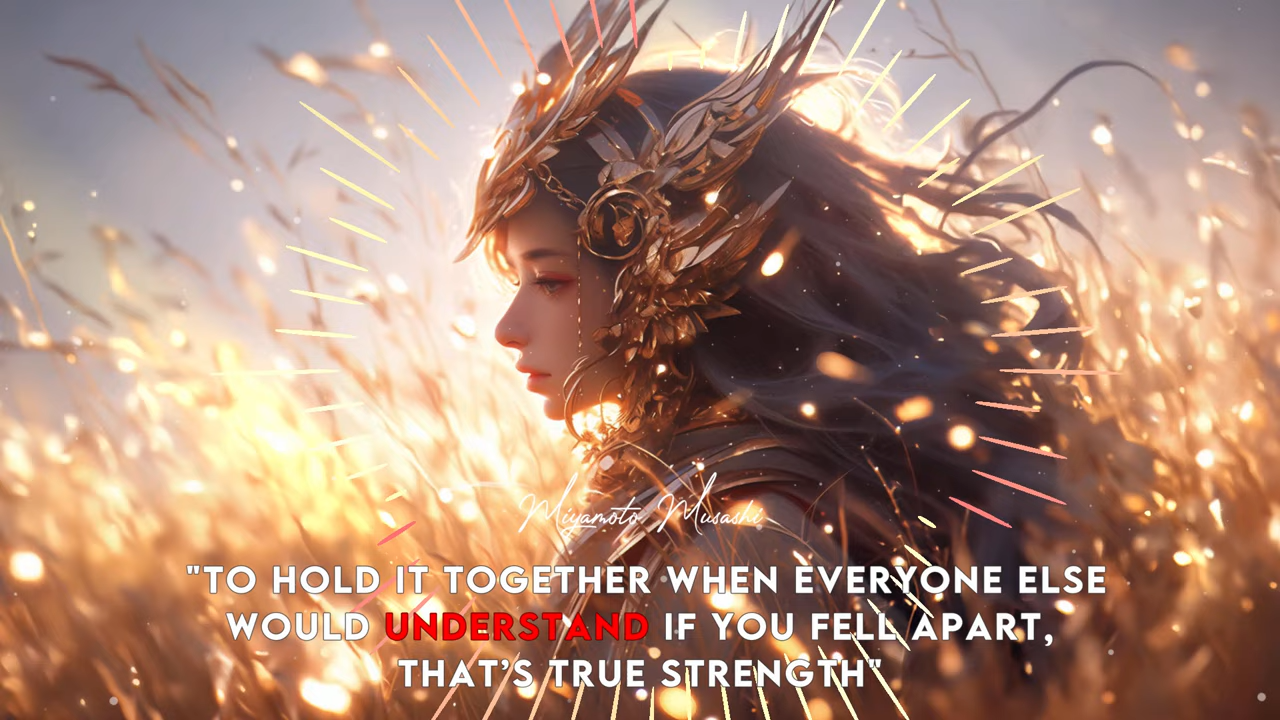 Miyamoto Musashi
"TO HOLD IT TOGETHER WHEN EVERYONE ELSE
WOULD UNDERSTAND IF YOU FELL APART,
THAT’S TRUE STRENGTH"